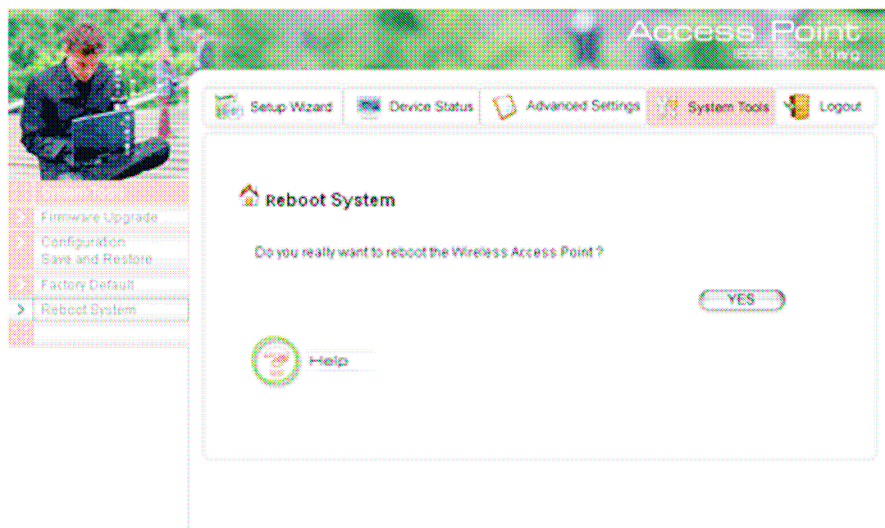 Access Point
Setup Wizard
Device Status
Advanced Settings
System Tools
Logout
Firmware Upgrade
Configuration
Save and Restore
Factory Default
Reboot System
Reboot System
Do you really want to reboot the Wireless Access Point ?
YES
Help